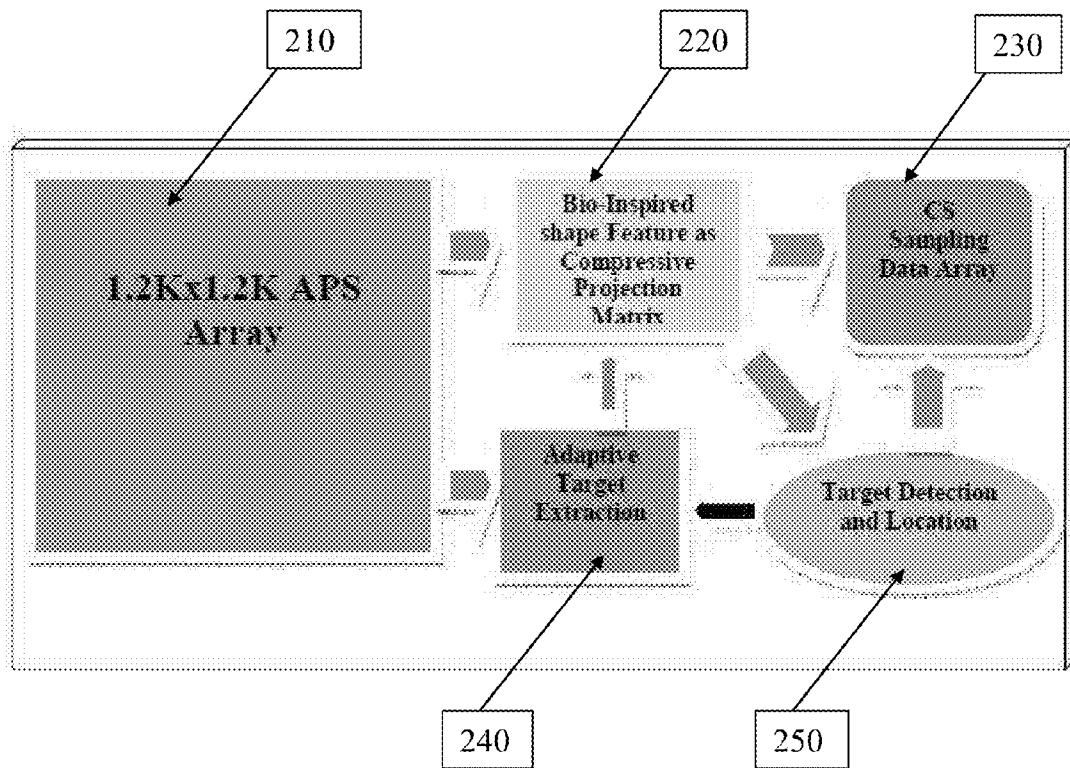 210
220
230
1.2Kx1.2K APS
Array
Bio-Inspired
shape Feature as
Compressive
Projection
Matrix
CS
Sampling
Data Array
Adaptive
Target
Extraction
Target Detection
and Location
240
250